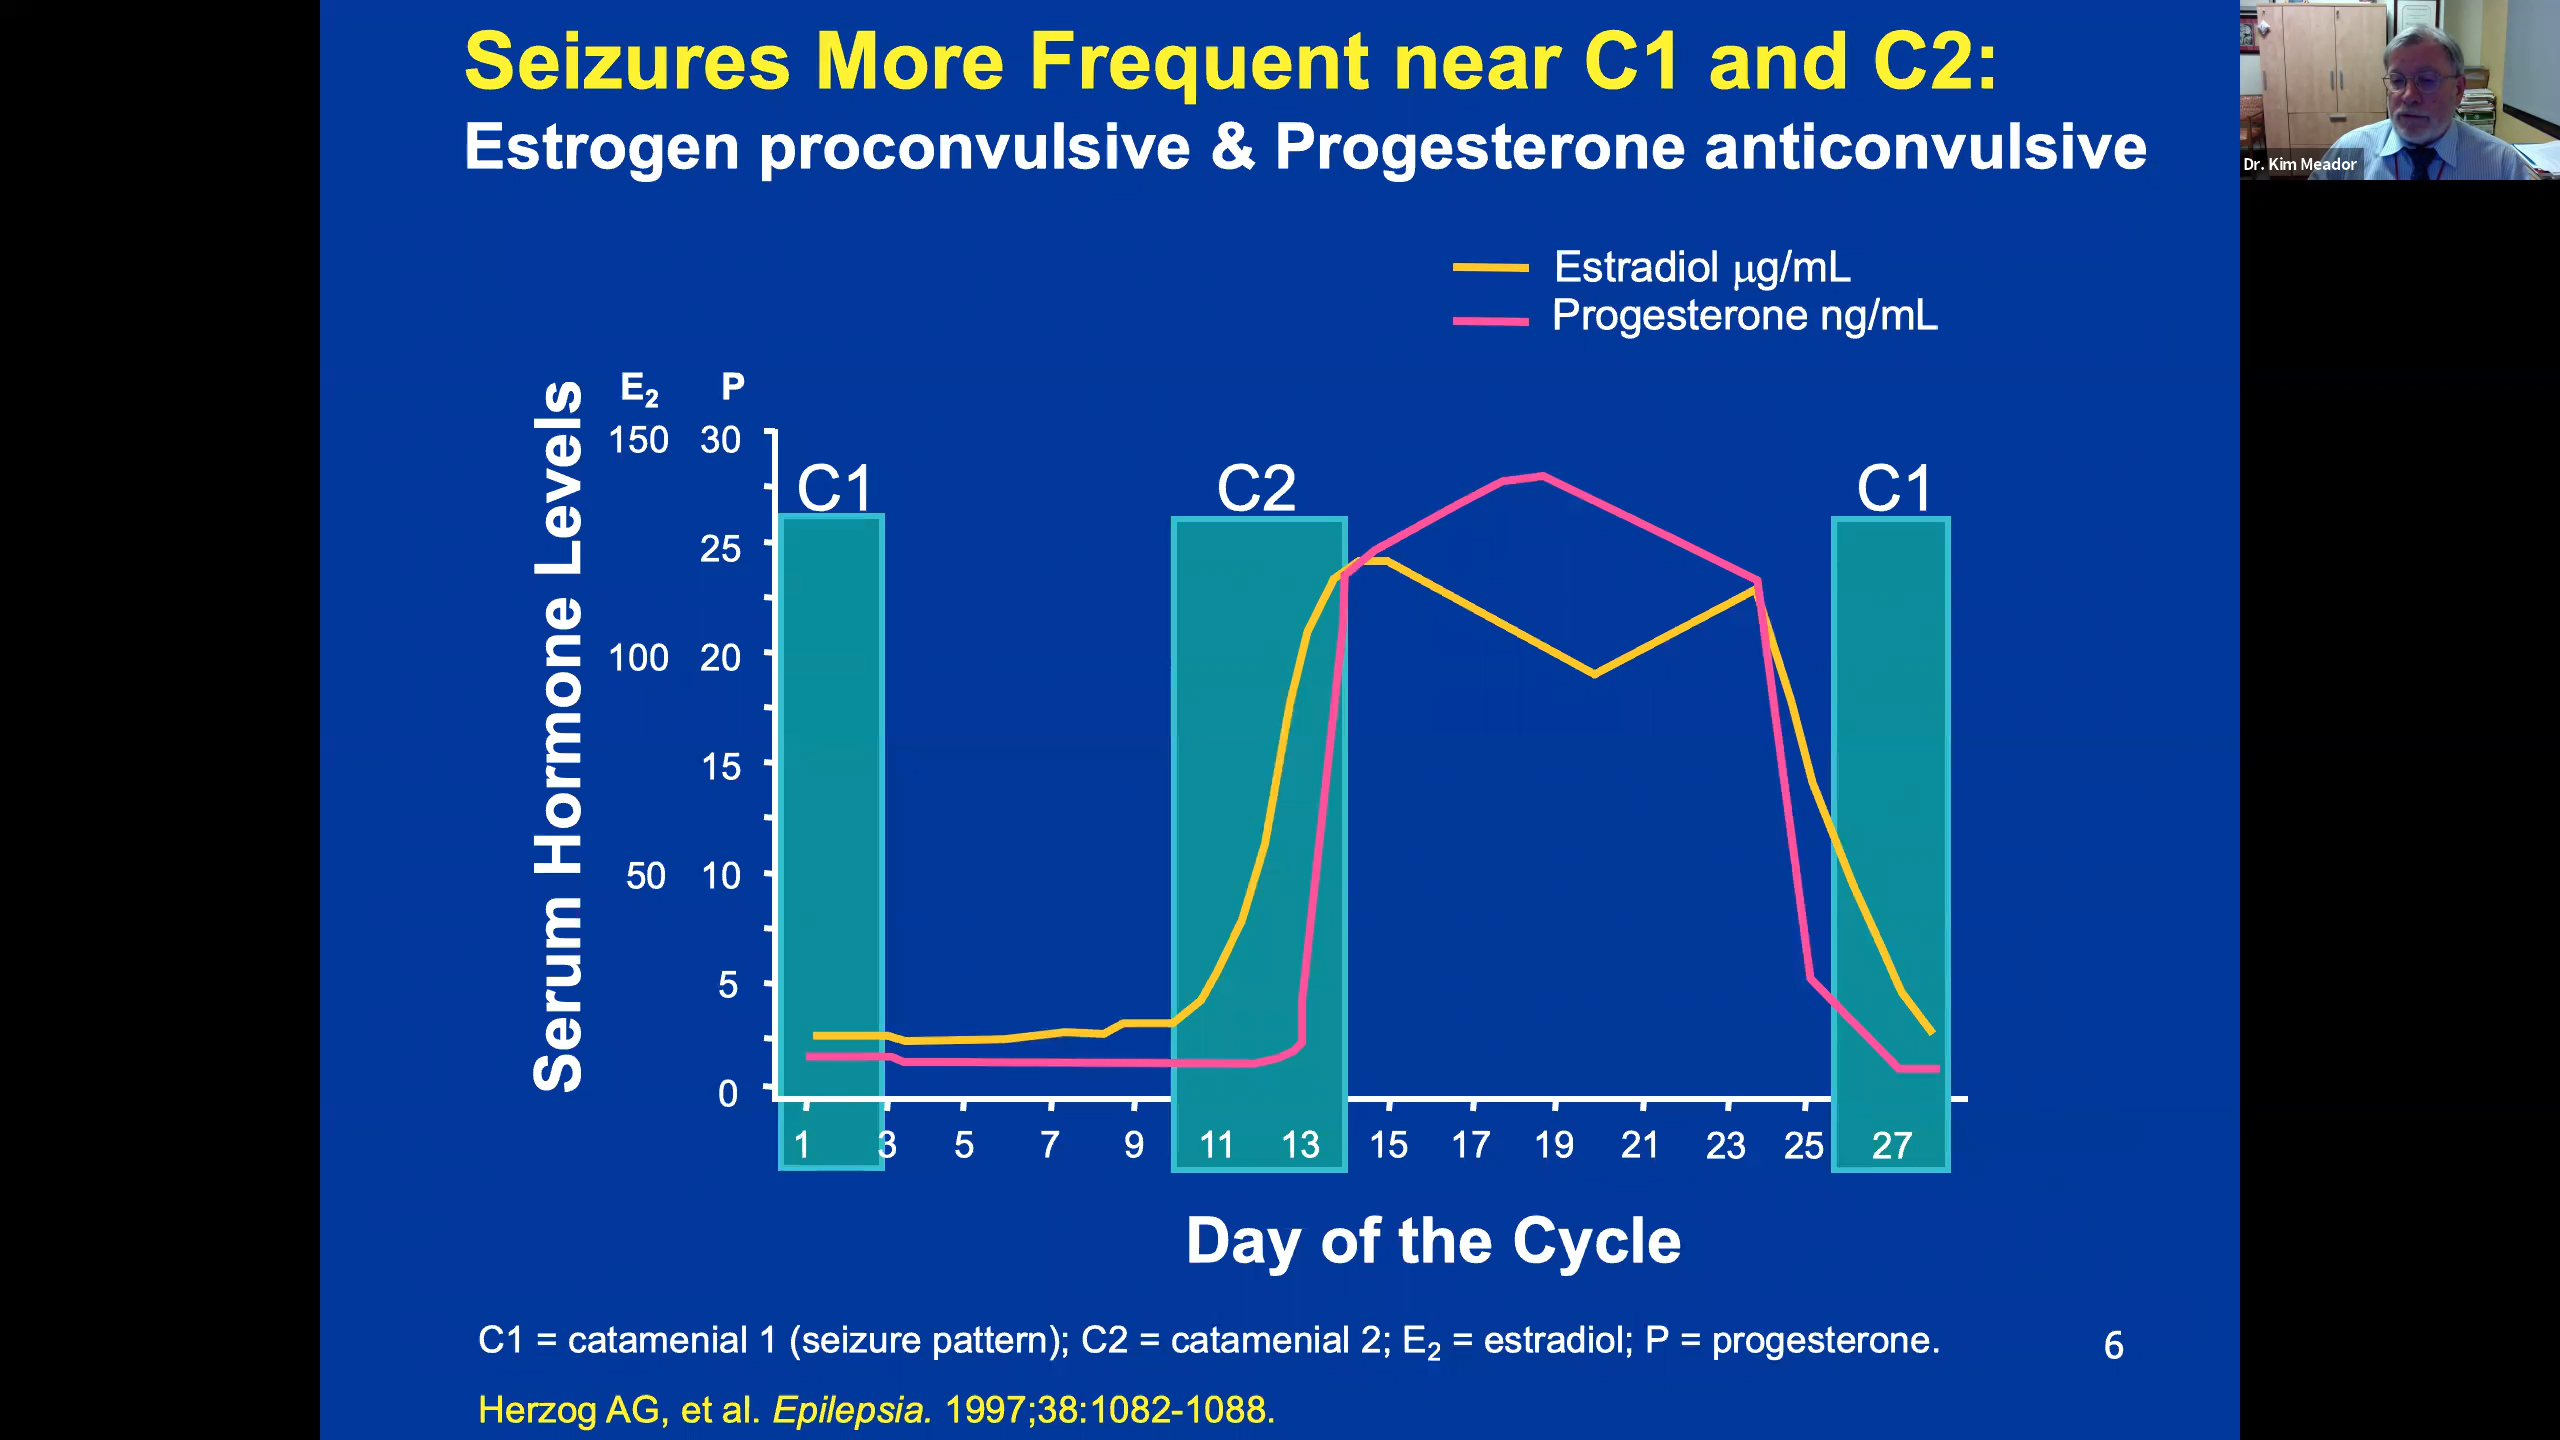 Seizures More Frequent near C1 and C2:
Estrogen proconvulsive & Progesterone anticonvulsive
Dr. Kim Meador
Estradiol μg/mL
Progesterone ng/mL
Serum Hormone Levels
E₂ P
150 30
25
100 20
15
50 10
5
0
C1 C2 C1
1 3 5 7 9 11 13 15 17 19 21 23 25 27
Day of the Cycle
C1 = catamenial 1 (seizure pattern); C2 = catamenial 2; E₂ = estradiol; P = progesterone.
6
Herzog AG, et al. Epilepsia. 1997;38:1082-1088.